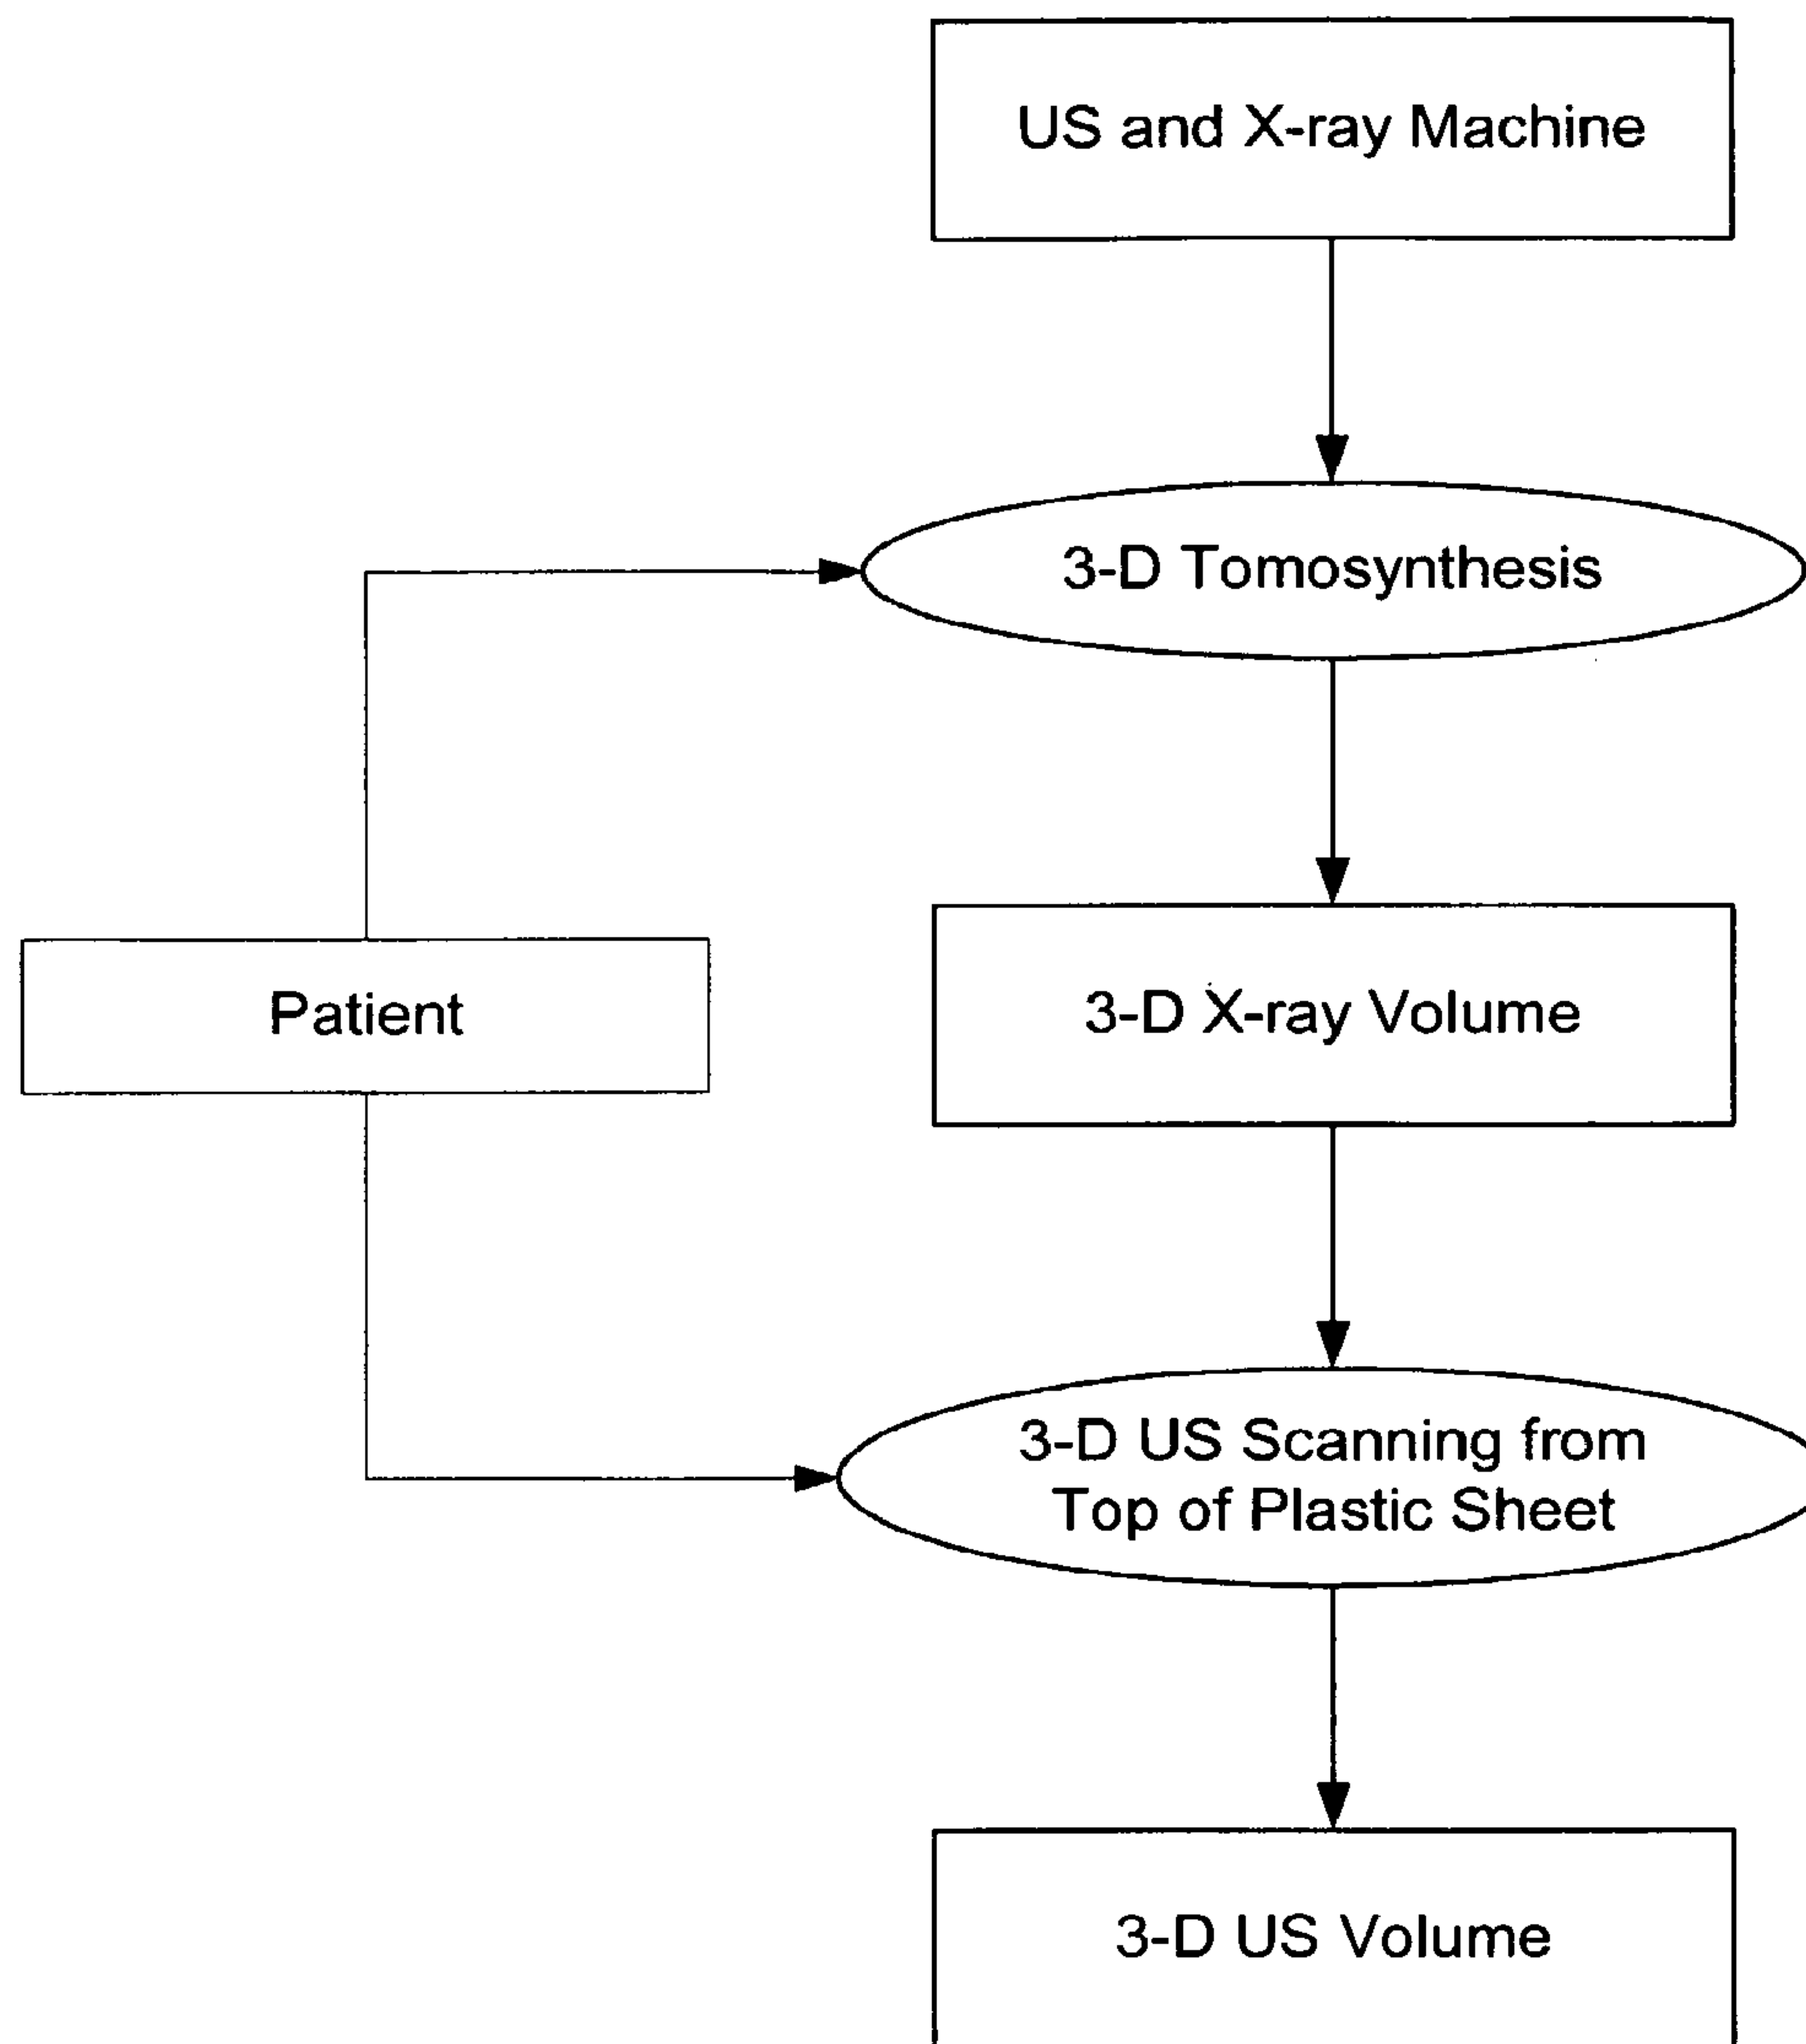 US and X-ray Machine
3-D Tomosynthesis
Patient
3-D X-ray Volume
3-D US Scanning from
Top of Plastic Sheet
3-D US Volume